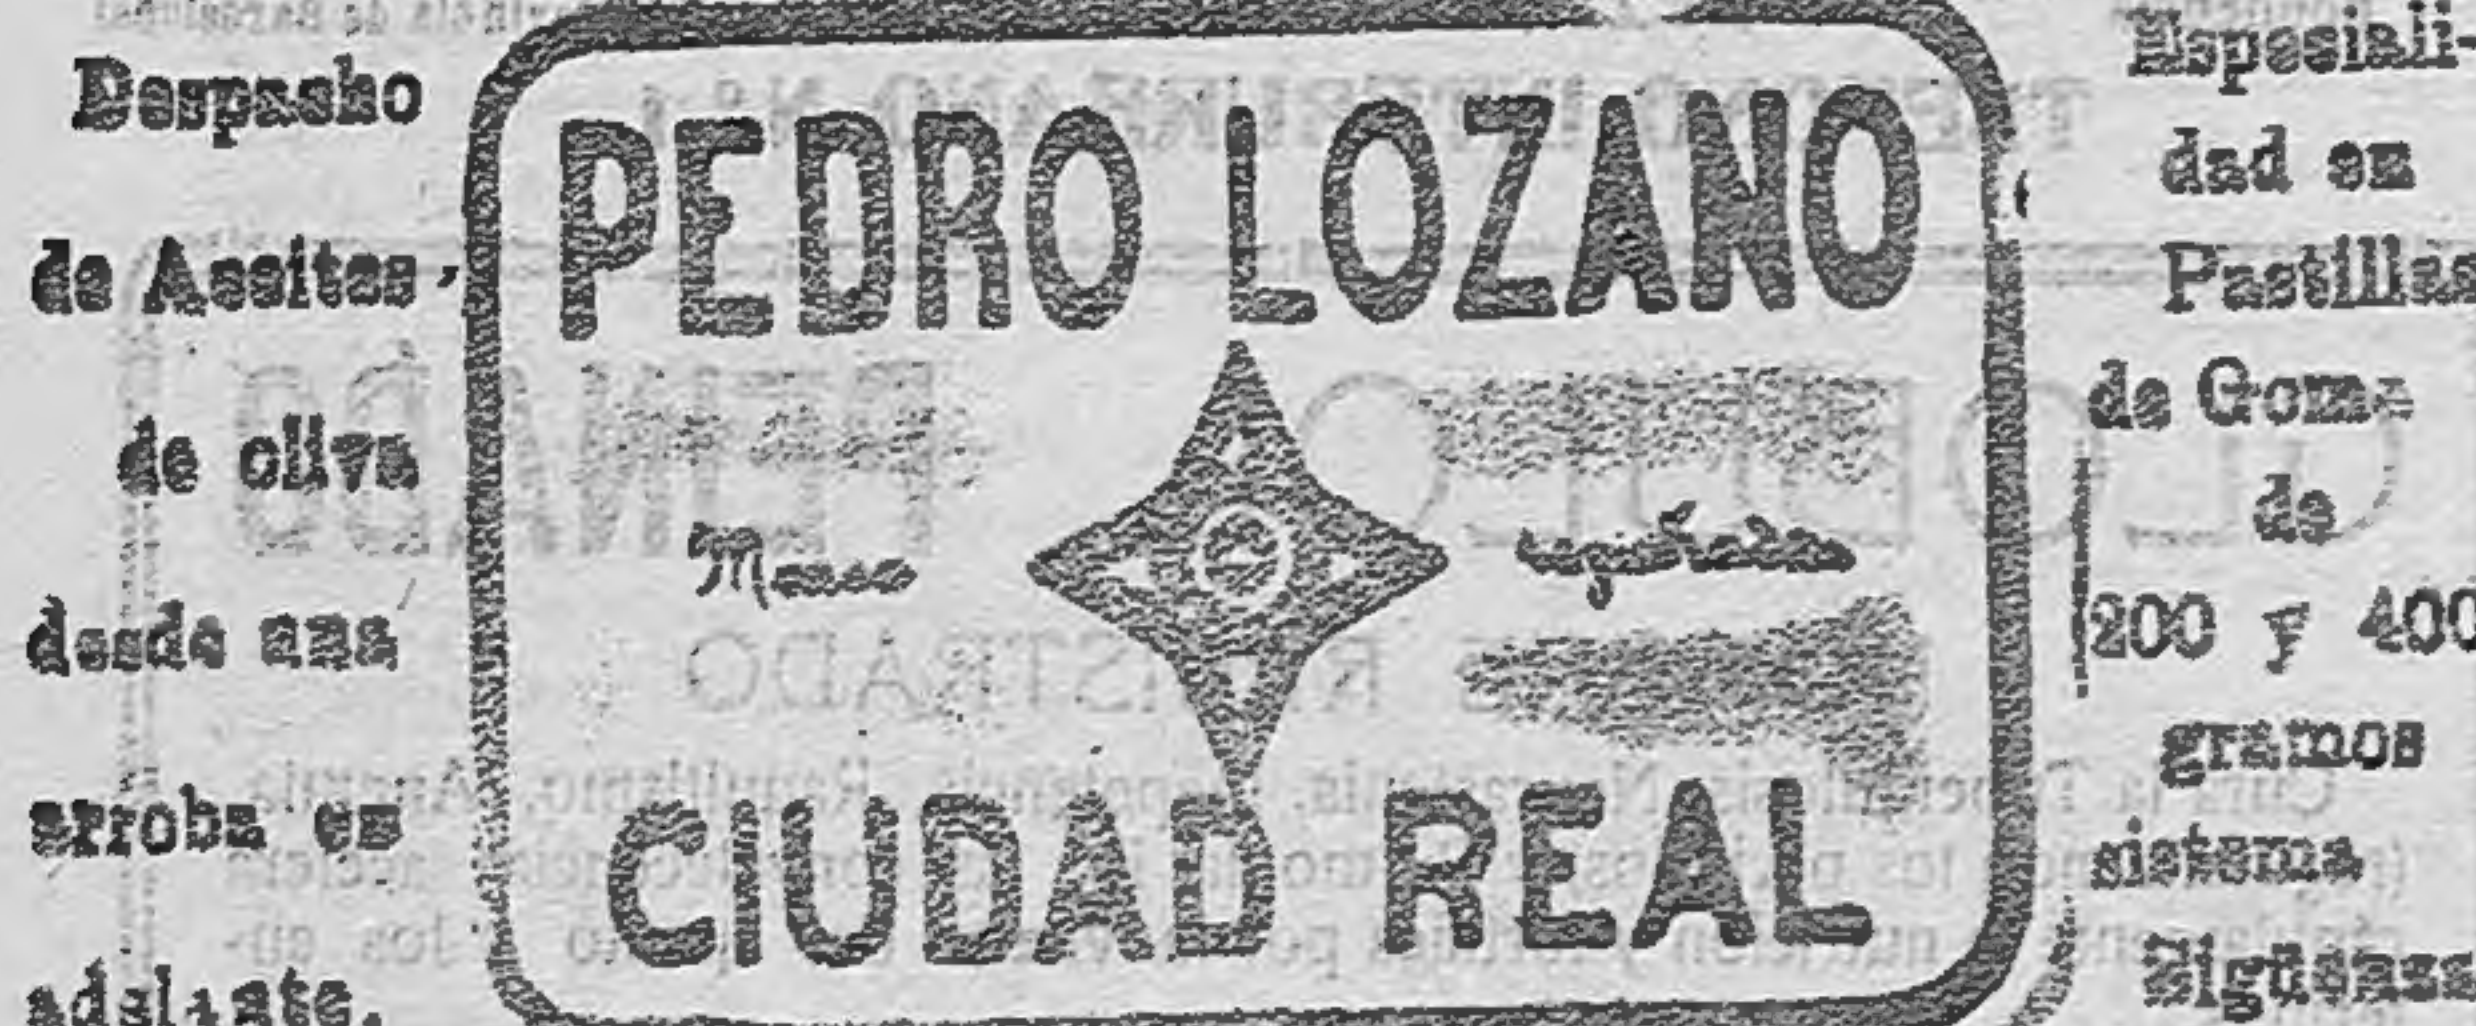 Despacho
de Aceites
de oliva
desde una
arroba en
adelante.
PEDRO LOZANO
Marca registrada
CIUDAD REAL
Especiali-
dad en
Pastillas
de Goma
de
200 y 400
gramos
sistema
Sigüenza